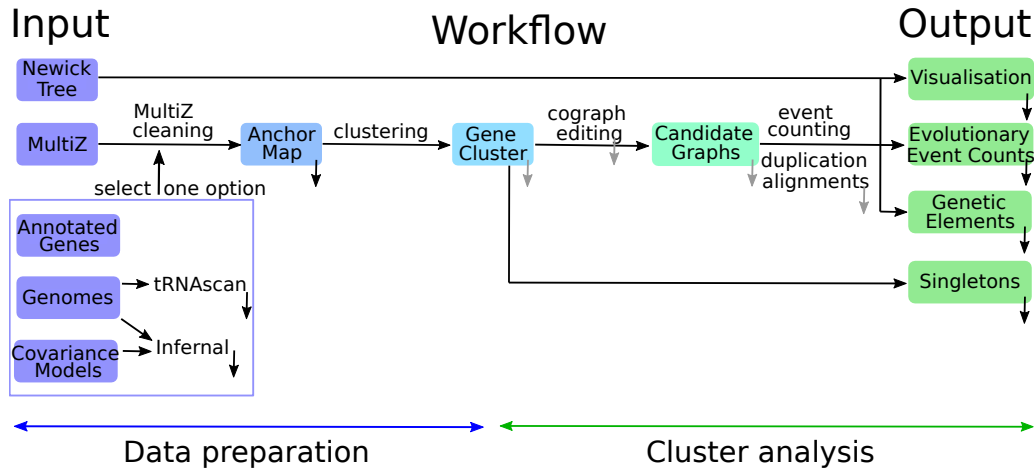 Input
Workflow
Output
Newick
Tree
Visualisation
MultiZ
MultiZ
cleaning
Anchor
Map
clustering
Gene
Cluster
cograph
editing
Candidate
Graphs
event
counting
duplication
alignments
Evolutionary
Event Counts
select one option
Genetic
Elements
Annotated
Genes
Genomes
tRNAscan
Singletons
Covariance
Models
Infernal
Data preparation
Cluster analysis